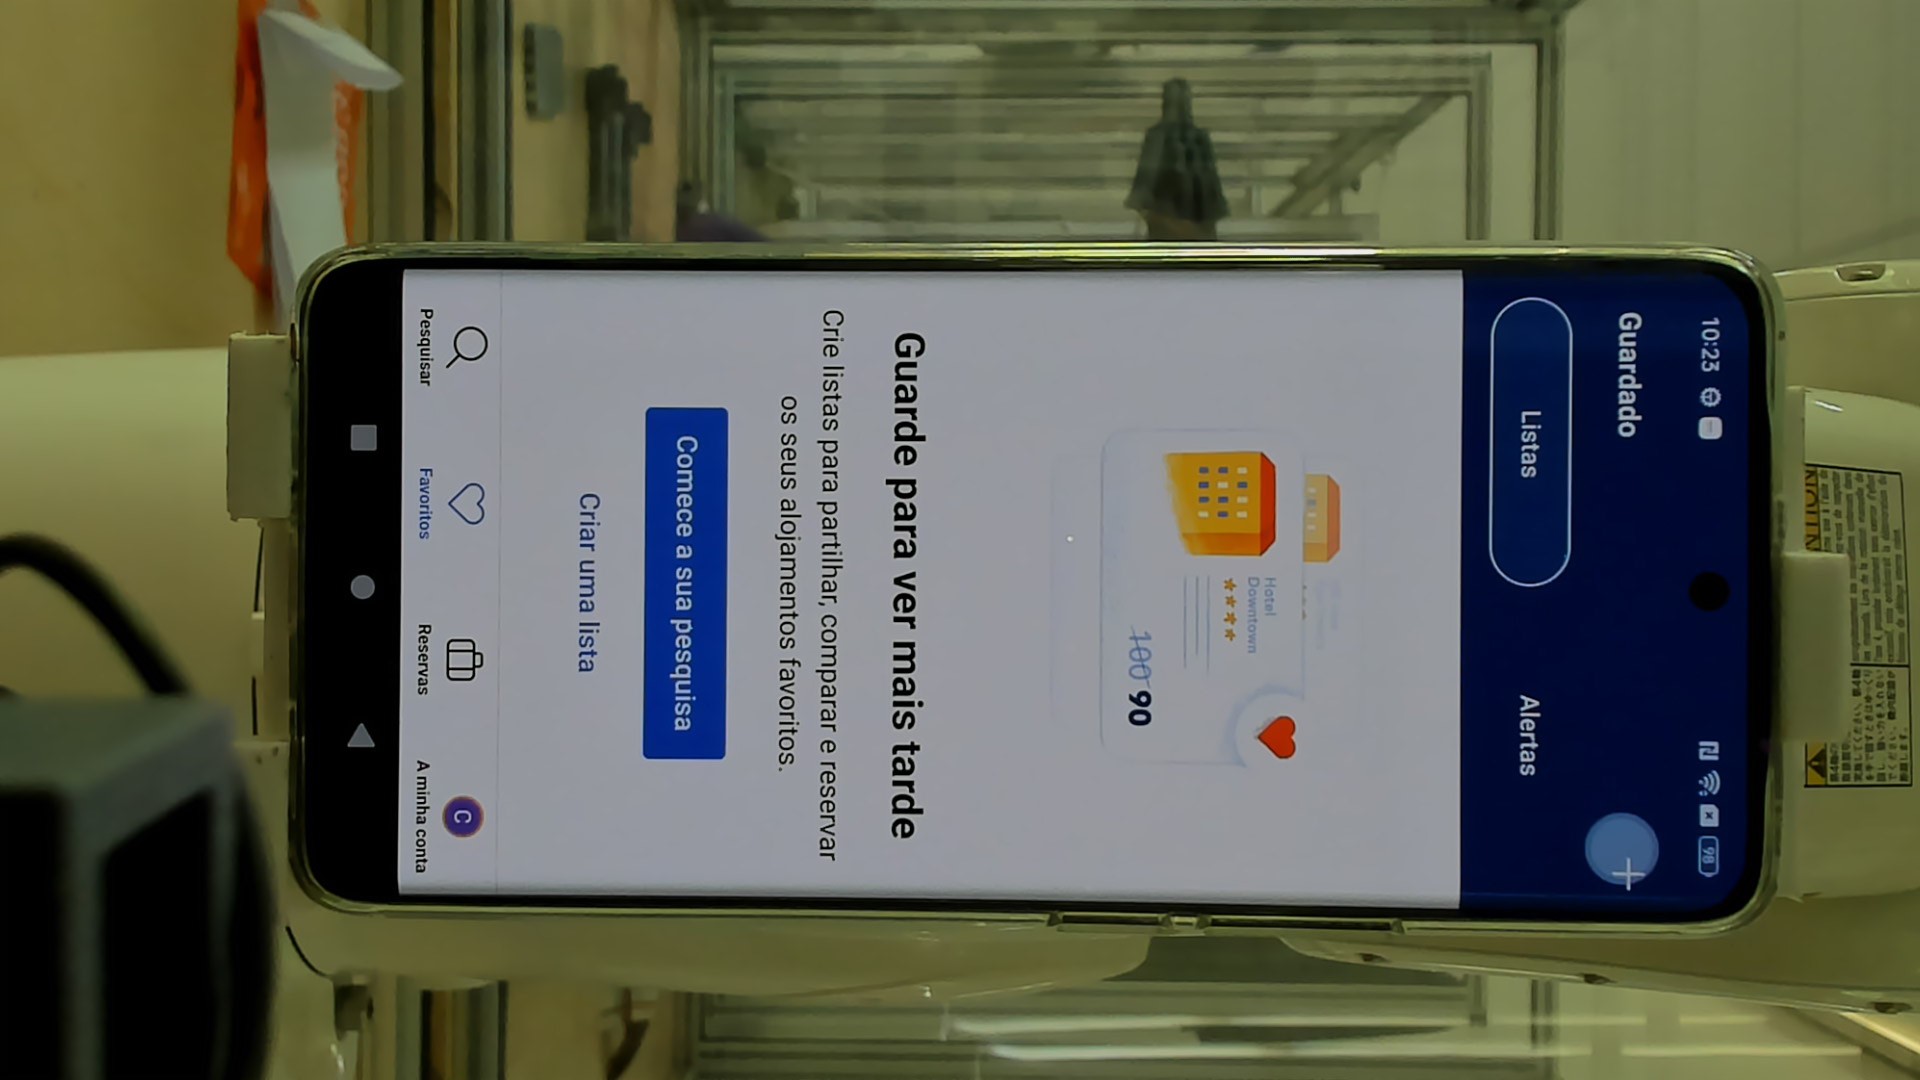 10:23
98
Guardado
Listas
Alertas
Hotel
Downtown
100 90
Guarde para ver mais tarde
Crie listas para partilhar, comparar e reservar
os seus alojamentos favoritos.
Comece a sua pesquisa
Criar uma lista
Pesquisar
Favoritos
Reservas
C
A minha conta